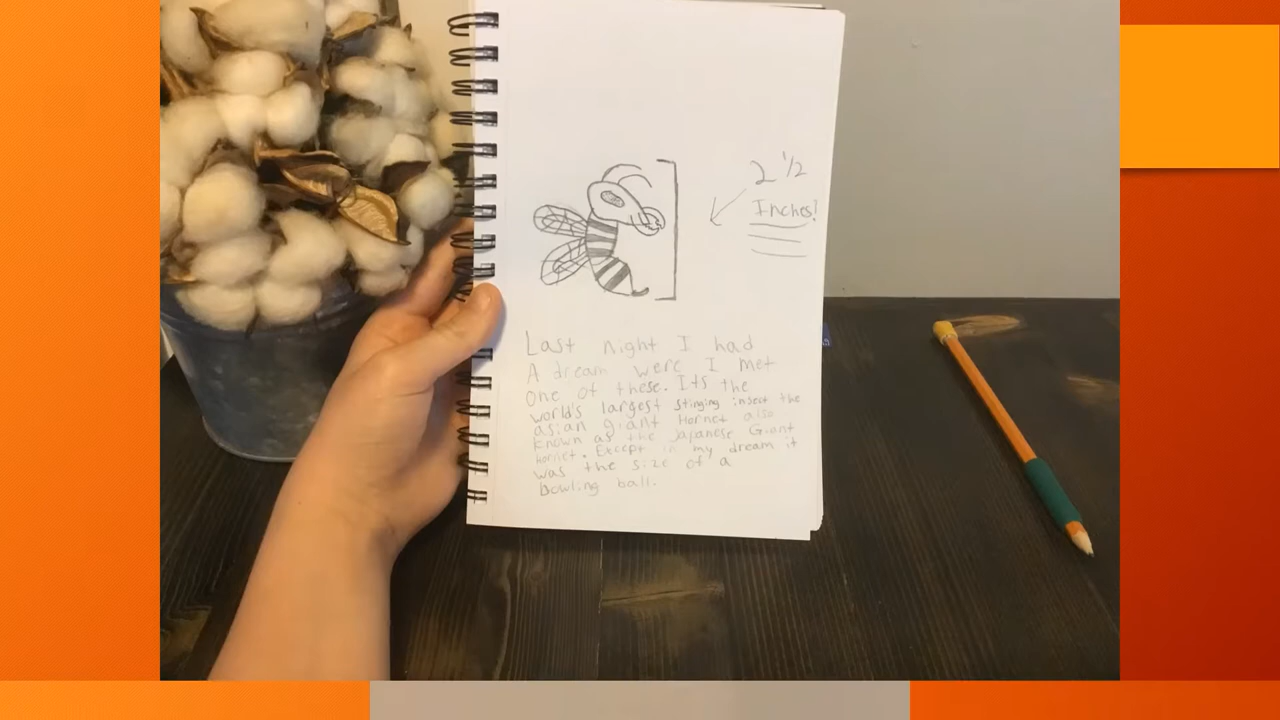 2 1/2
Inches!
Last night I had
A dream were I met
One of these. Its the
world's largest stinging insect the
asian giant Hornet also
known as the Japanese Giant
Hornet. Except in my dream it
was the size of a
bowling ball.